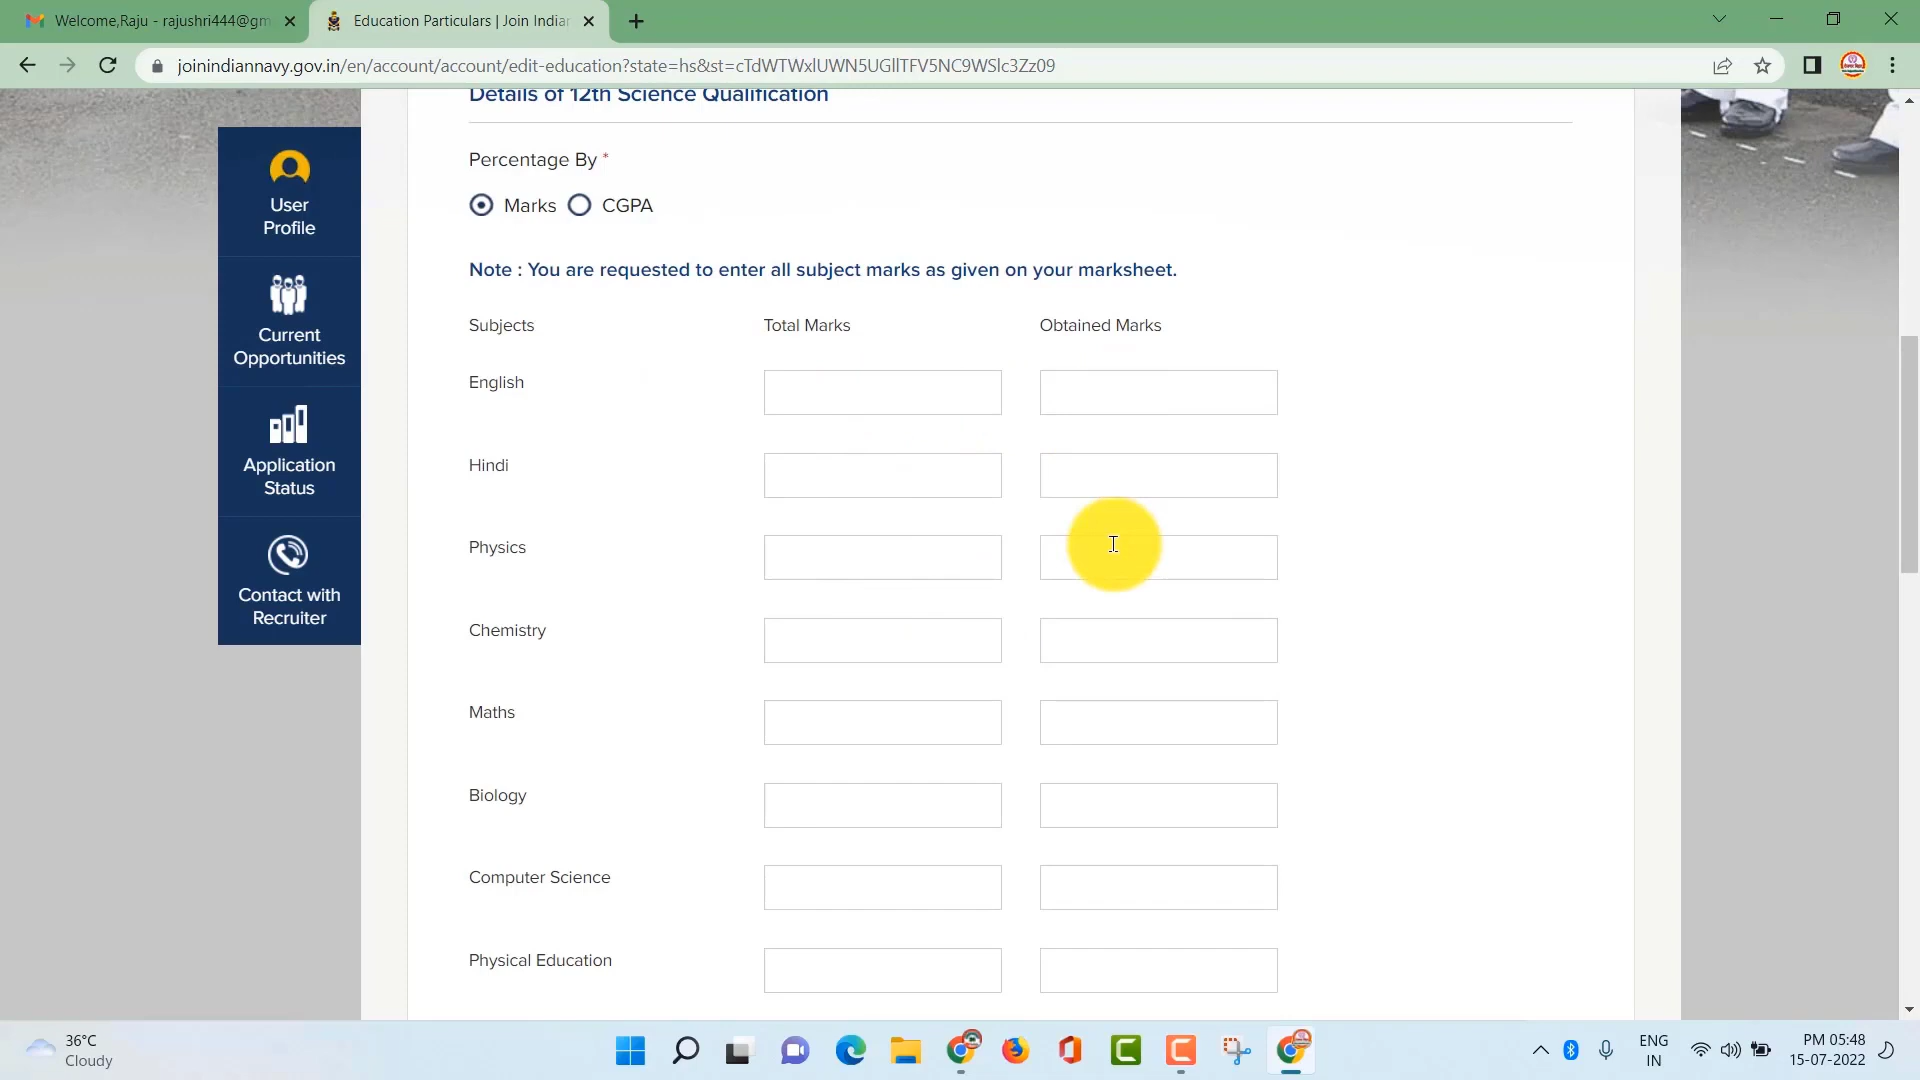 Welcome,Raju - rajushri444@gm
Education Particulars | Join Indian
joinindiannavy.gov.in/en/account/account/edit-education?state=hs&st=cTdWTWxlUWN5UGllTFV5NC9WSlc3Zz09
Details of 12th Science Qualification
User
Profile
Current
Opportunities
Application
Status
Contact with
Recruiter
Percentage By *
Marks CGPA
Note : You are requested to enter all subject marks as given on your marksheet.
Subjects Total Marks Obtained Marks
English
Hindi
Physics
Chemistry
Maths
Biology
Computer Science
Physical Education
36°C
Cloudy
ENG
IN
PM 05:48
15-07-2022